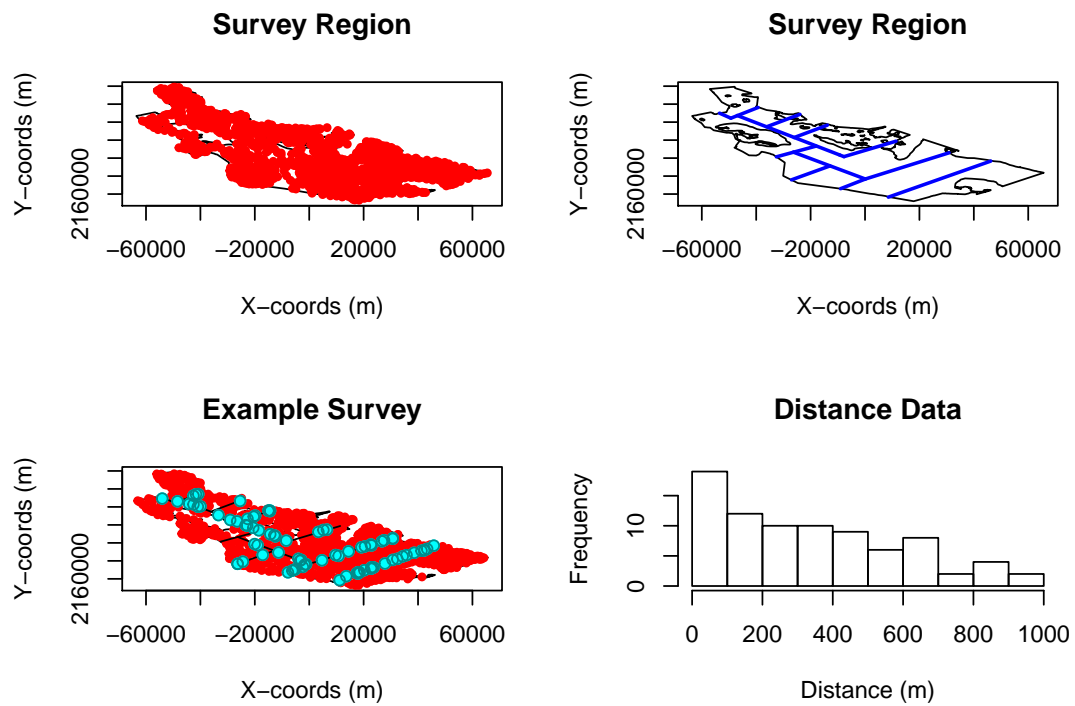 Survey Region
Y−coords (m)
2160000
−60000 −20000 20000 60000
X−coords (m)
Survey Region
Y−coords (m)
2160000
−60000 −20000 20000 60000
X−coords (m)
Example Survey
Y−coords (m)
2160000
−60000 −20000 20000 60000
X−coords (m)
Distance Data
Frequency
0 10
0 200 400 600 800 1000
Distance (m)